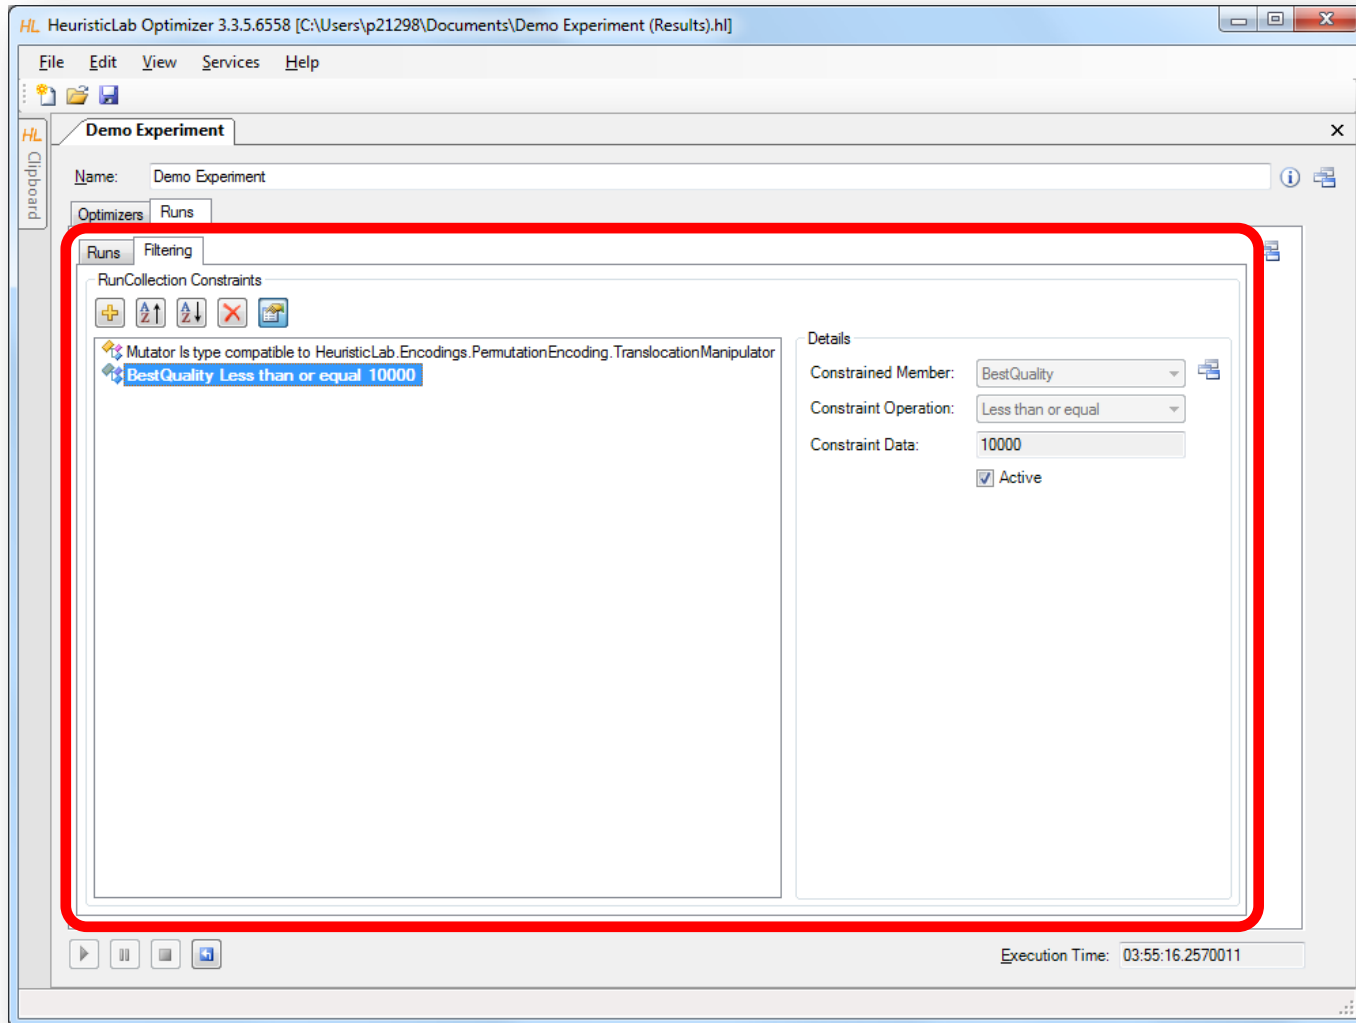 HL HeuristicLab Optimizer 3.3.5.6558 [C:\Users\p21298\Documents\Demo Experiment (Results).hl]
File Edit View Services Help
HL Clipboard
Demo Experiment
Name: Demo Experiment
Optimizers Runs
Runs Filtering
RunCollection Constraints
Mutator Is type compatible to HeuristicLab.Encodings.PermutationEncoding.TranslocationManipulator
BestQuality Less than or equal 10000
Details
Constrained Member: BestQuality
Constraint Operation: Less than or equal
Constraint Data: 10000
Active
Execution Time: 03:55:16.2570011